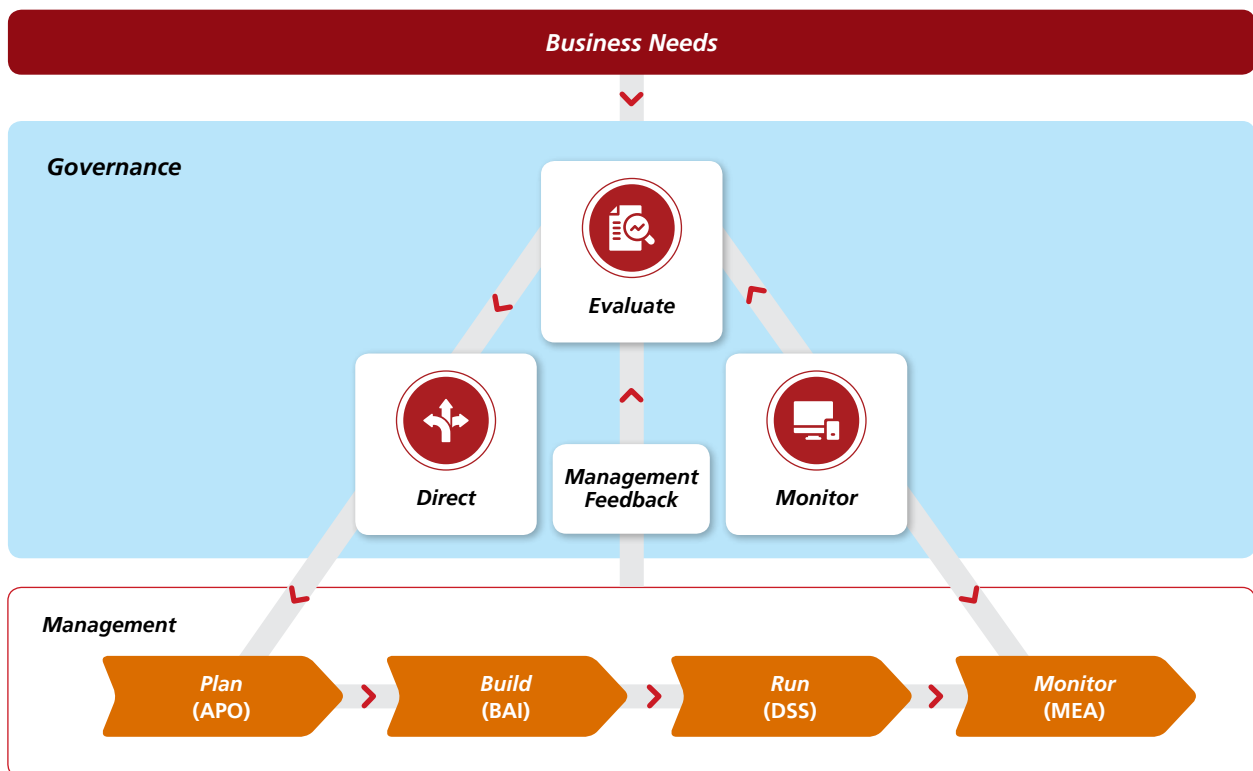 Business Needs
Governance
Evaluate
Direct
Management
Feedback
Monitor
Management
Plan
(APO)
Build
(BAI)
Run
(DSS)
Monitor
(MEA)